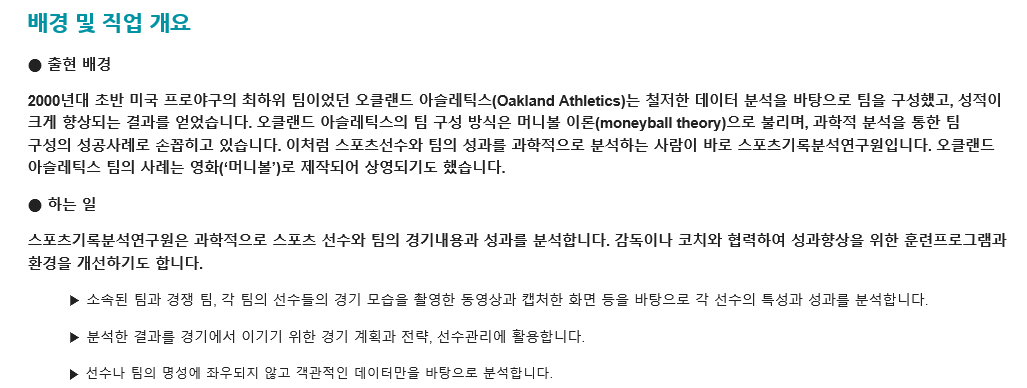 배경 및 직업 개요
● 출현 배경
2000년대 초반 미국 프로야구의 최하위 팀이었던 오클랜드 아슬레틱스(Oakland Athletics)는 철저한 데이터 분석을 바탕으로 팀을 구성했고, 성적이
크게 향상되는 결과를 얻었습니다. 오클랜드 아슬레틱스의 팀 구성 방식은 머니볼 이론(moneyball theory)으로 불리며, 과학적 분석을 통한 팀
구성의 성공사례로 손꼽히고 있습니다. 이처럼 스포츠선수와 팀의 성과를 과학적으로 분석하는 사람이 바로 스포츠기록분석연구원입니다. 오클랜드
아슬레틱스 팀의 사례는 영화(‘머니볼’)로 제작되어 상영되기도 했습니다.
● 하는 일
스포츠기록분석연구원은 과학적으로 스포츠 선수와 팀의 경기내용과 성과를 분석합니다. 감독이나 코치와 협력하여 성과향상을 위한 훈련프로그램과
환경을 개선하기도 합니다.
▶ 소속된 팀과 경쟁 팀, 각 팀의 선수들의 경기 모습을 촬영한 동영상과 캡처한 화면 등을 바탕으로 각 선수의 특성과 성과를 분석합니다.
▶ 분석한 결과를 경기에서 이기기 위한 경기 계획과 전략, 선수관리에 활용합니다.
▶ 선수나 팀의 명성에 좌우되지 않고 객관적인 데이터만을 바탕으로 분석합니다.